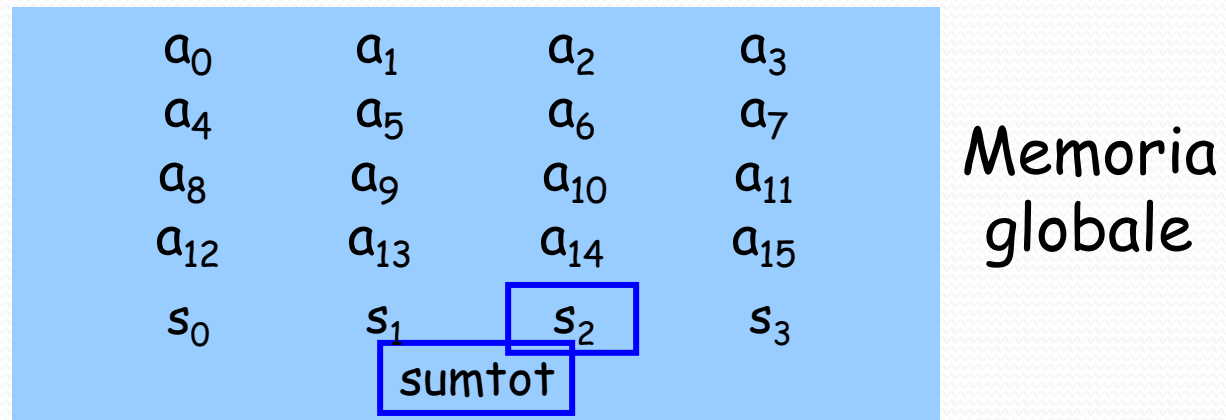 a₀ a₁ a₂ a₃
a₄ a₅ a₆ a₇
a₈ a₉ a₁₀ a₁₁
a₁₂ a₁₃ a₁₄ a₁₅
s₀ s₁ s₂ s₃
sumtot
Memoria
globale